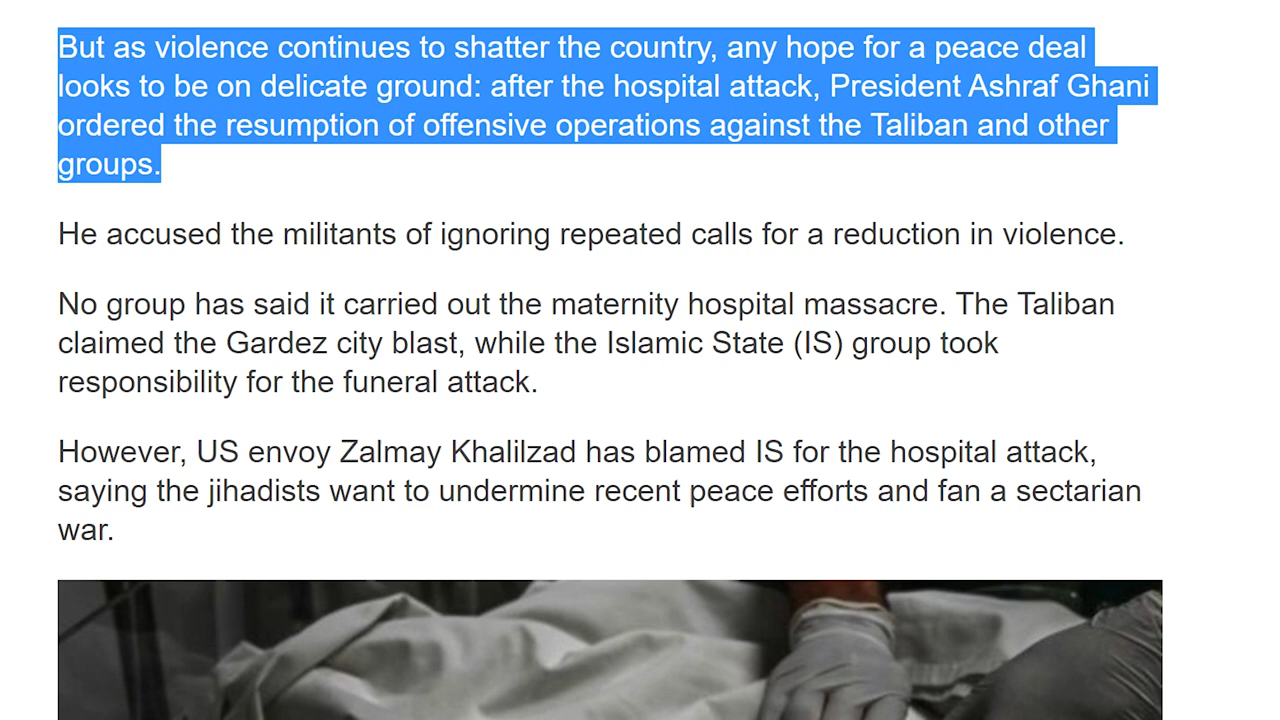 But as violence continues to shatter the country, any hope for a peace deal
looks to be on delicate ground: after the hospital attack, President Ashraf Ghani
ordered the resumption of offensive operations against the Taliban and other
groups.
He accused the militants of ignoring repeated calls for a reduction in violence.
No group has said it carried out the maternity hospital massacre. The Taliban
claimed the Gardez city blast, while the Islamic State (IS) group took
responsibility for the funeral attack.
However, US envoy Zalmay Khalilzad has blamed IS for the hospital attack,
saying the jihadists want to undermine recent peace efforts and fan a sectarian
war.